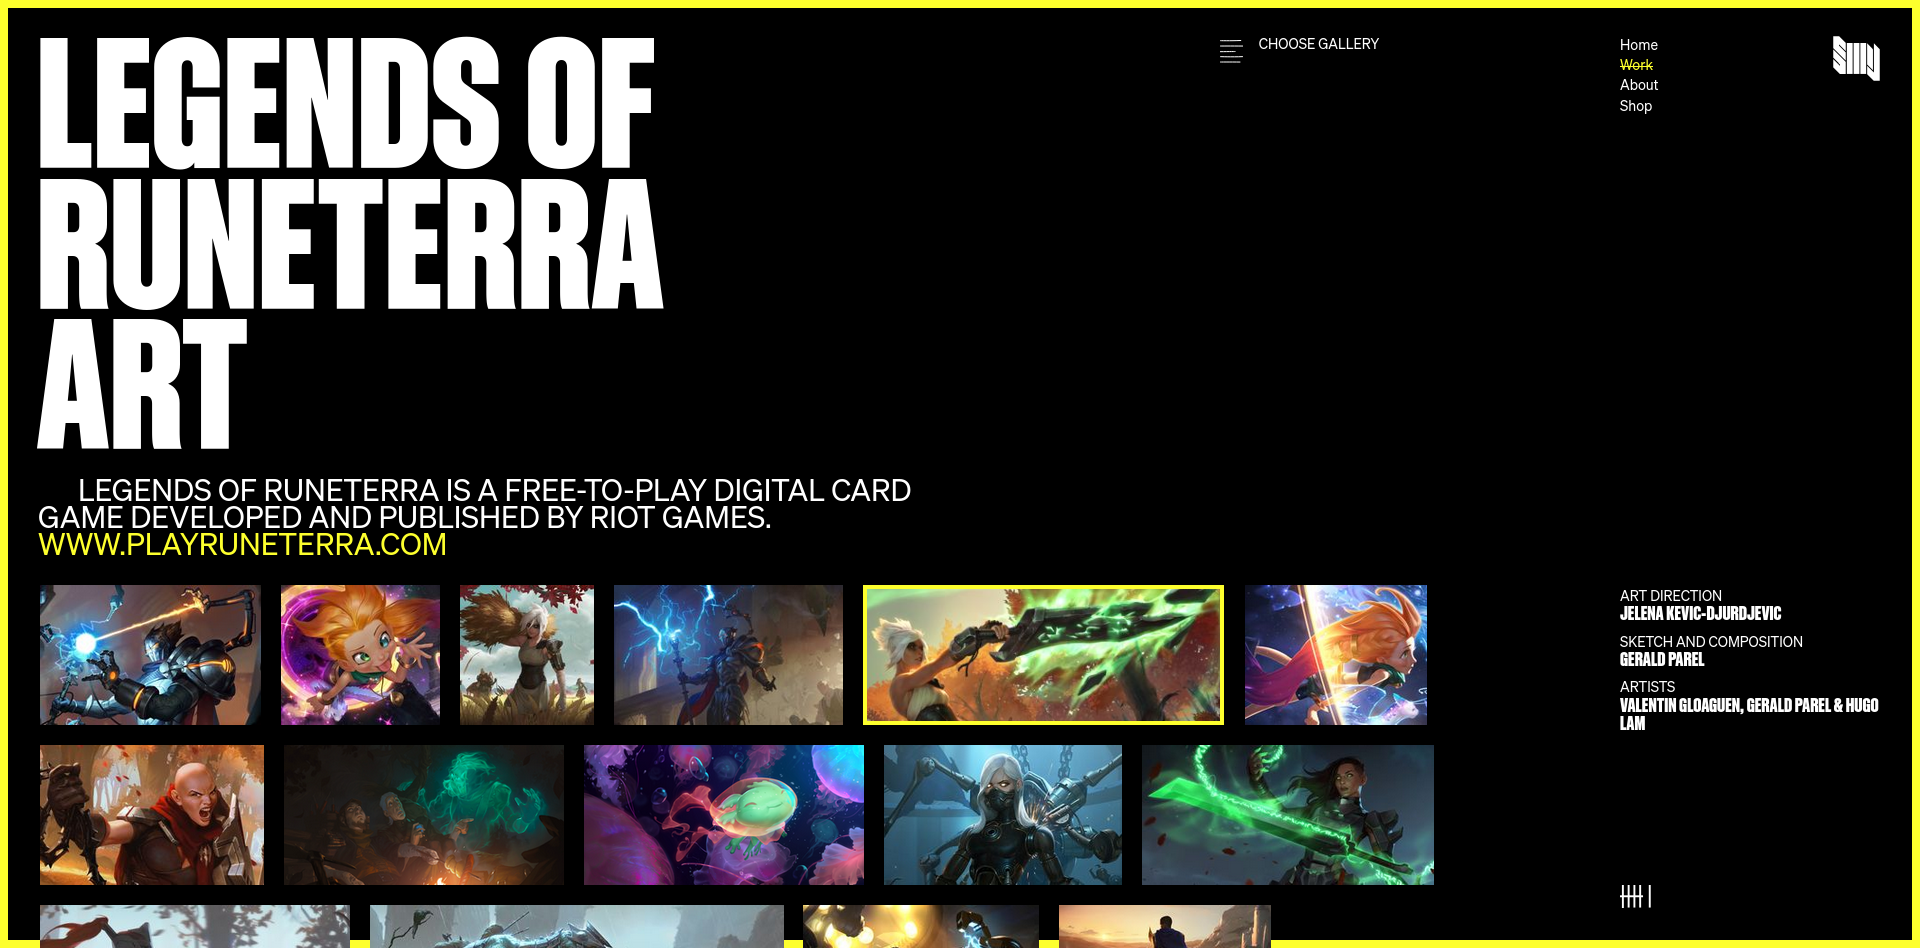 LEGENDS OF
RUNETERRA
ART
CHOOSE GALLERY
Home
Work
About
Shop
LEGENDS OF RUNETERRA IS A FREE-TO-PLAY DIGITAL CARD
GAME DEVELOPED AND PUBLISHED BY RIOT GAMES.
WWW.PLAYRUNETERRA.COM
ART DIRECTION
JELENA KEVIC-DJURDJEVIC
SKETCH AND COMPOSITION
GERALD PAREL
ARTISTS
VALENTIN GLOAGUEN, GERALD PAREL & HUGO
LAM